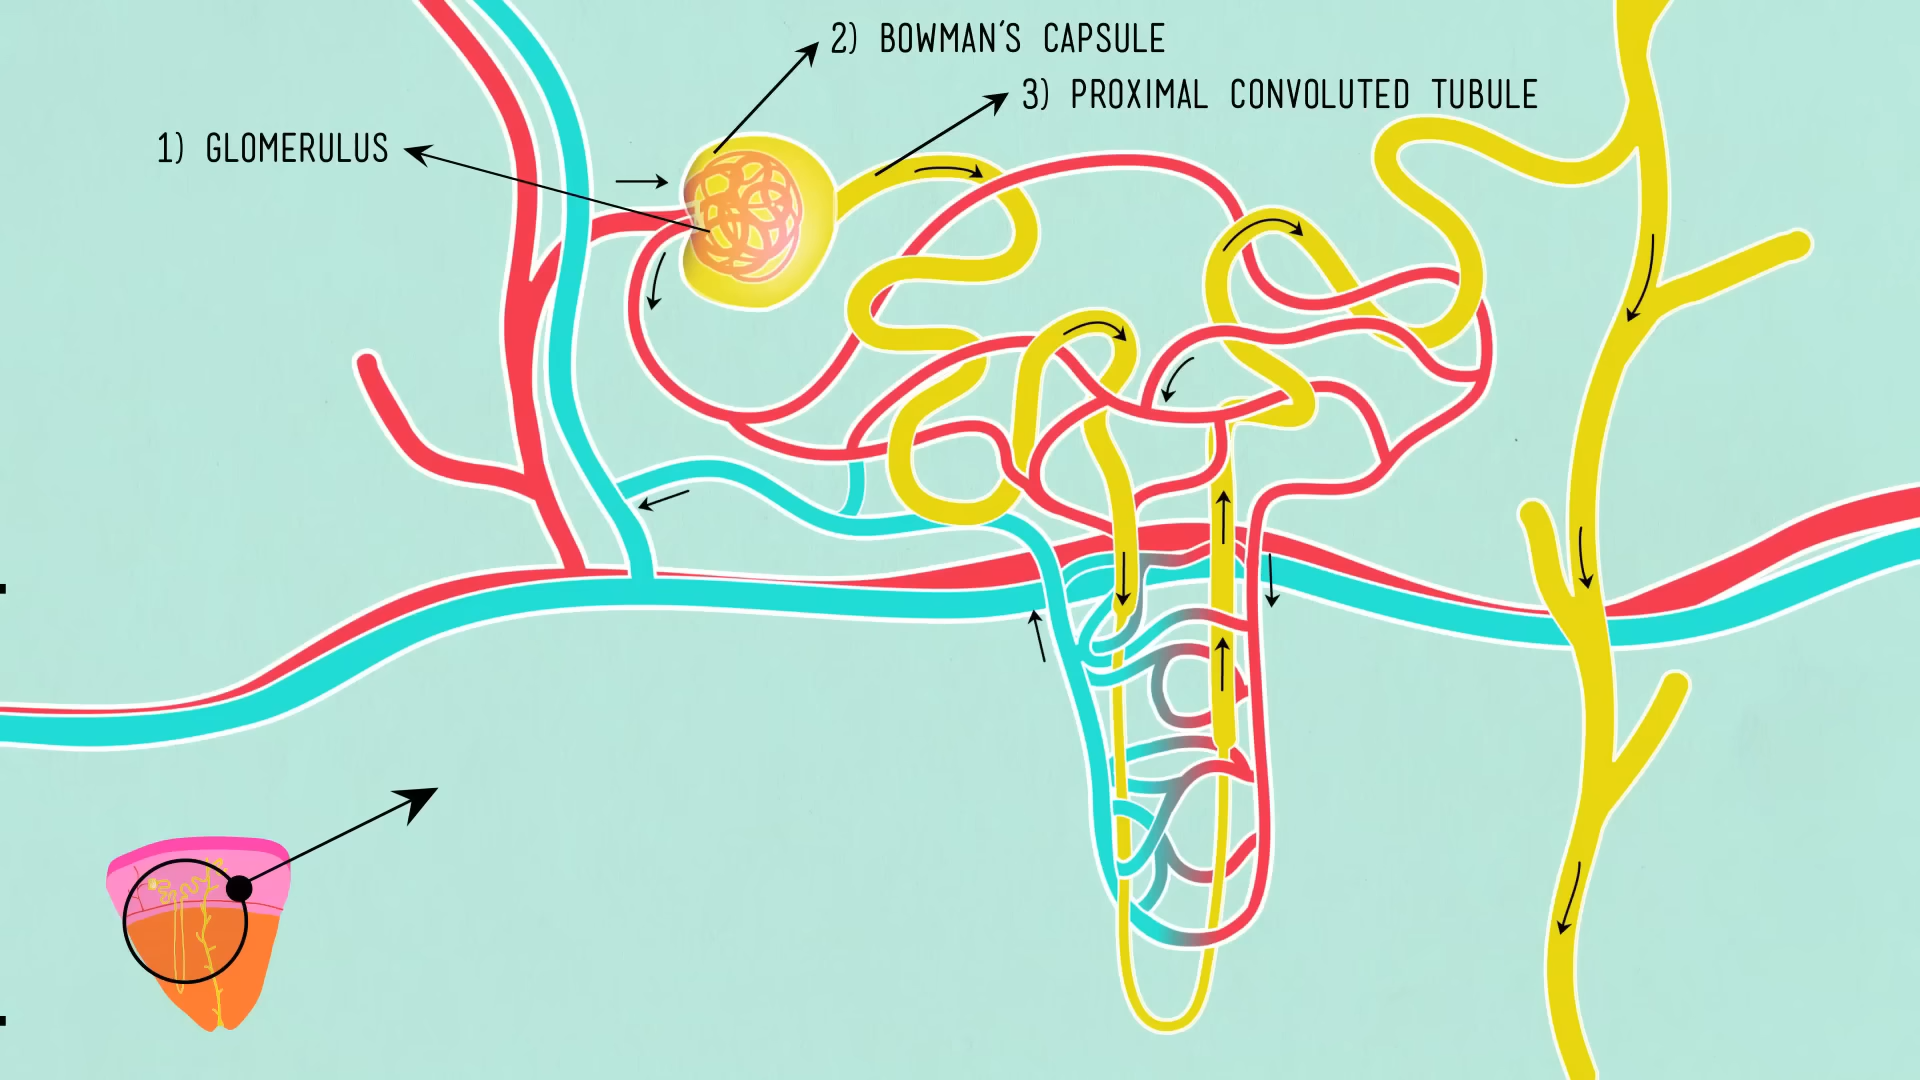 2) BOWMAN'S CAPSULE
3) PROXIMAL CONVOLUTED TUBULE
1) GLOMERULUS